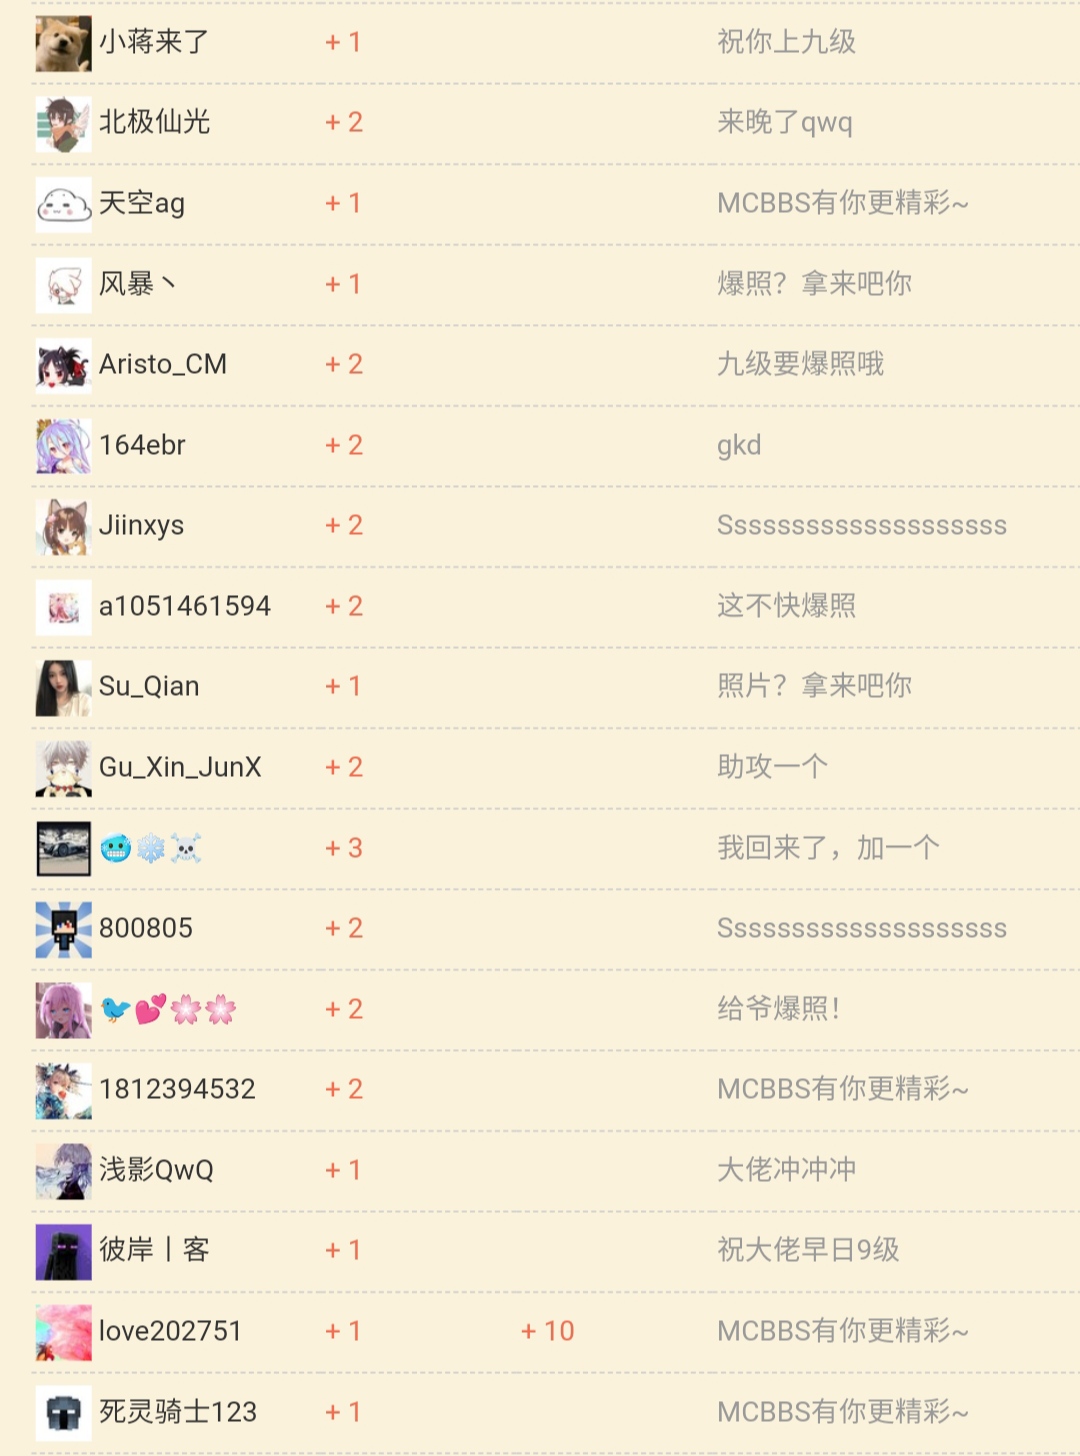 小蒋来了 + 1 祝你上九级
北极仙光 + 2 来晚了qwq
天空ag + 1 MCBBS有你更精彩~
风暴丶 + 1 爆照？拿来吧你
Aristo_CM + 2 九级要爆照哦
164ebr + 2 gkd
Jiinxys + 2 Ssssssssssssssssssss
a1051461594 + 2 这不快爆照
Su_Qian + 1 照片？拿来吧你
Gu_Xin_JunX + 2 助攻一个
🥶❄️☠️ + 3 我回来了，加一个
800805 + 2 Ssssssssssssssssssss
🐦💕🌸🌸 + 2 给爷爆照！
1812394532 + 2 MCBBS有你更精彩~
浅影QwQ + 1 大佬冲冲冲
彼岸丨客 + 1 祝大佬早日9级
love202751 + 1 + 10 MCBBS有你更精彩~
死灵骑士123 + 1 MCBBS有你更精彩~